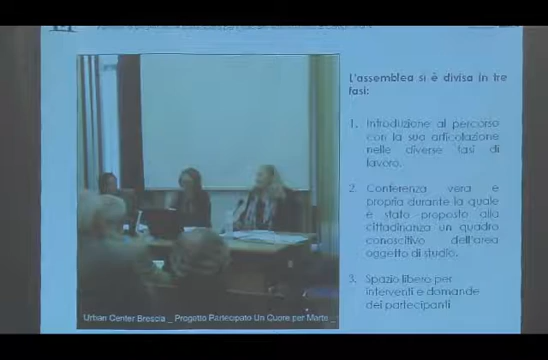 L'assemblea si è divisa in tre
fasi:
1. Introduzione al percorso
con la sua articolazione
nelle diverse fasi di
lavoro.
2. Conferenza vera e
propria durante la quale
è stato proposto alla
cittadinanza un quadro
conoscitivo dell'area
oggetto di studio.
3. Spazio libero per
interventi e domande
dei partecipanti
Urban Center Brescia _ Progetto Partecipato Un Cuore per Marte _